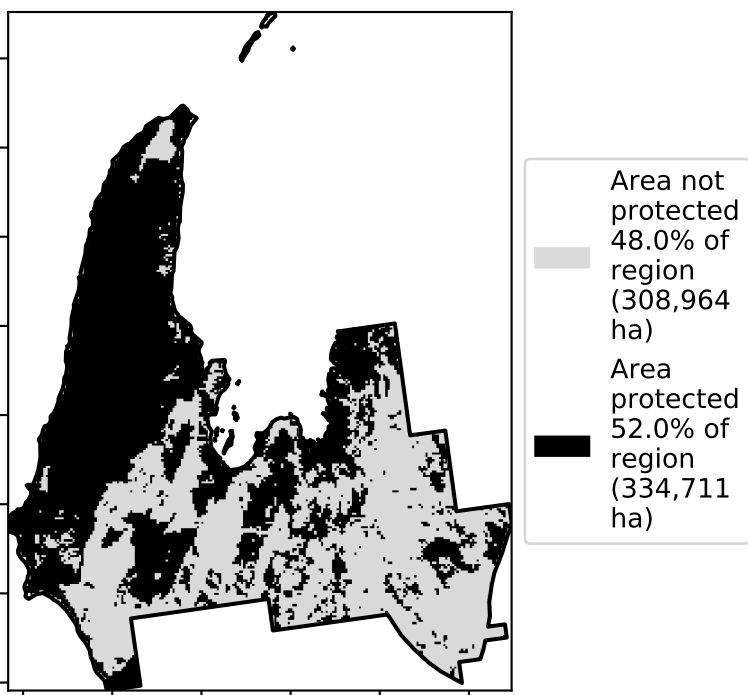 Area not
protected
48.0% of
region
(308,964
ha)
Area
protected
52.0% of
region
(334,711
ha)